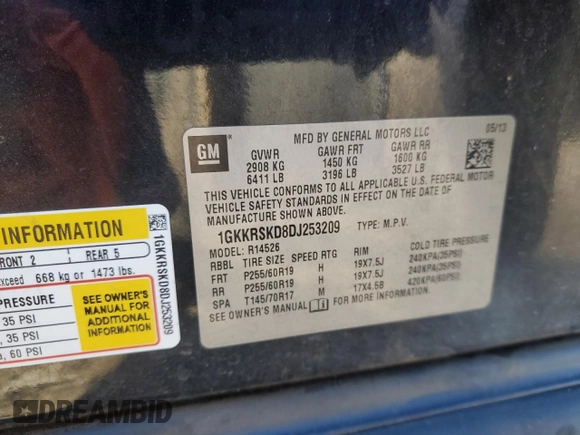 GM
MFD BY GENERAL MOTORS LLC
05/13
GVWR GAWR FRT GAWR RR
2908 KG 1450 KG 1600 KG
6411 LB 3196 LB 3527 LB
THIS VEHICLE CONFORMS TO ALL APPLICABLE U.S. FEDERAL MOTOR
VEHICLE SAFETY STANDARDS IN EFFECT ON THE DATE OF
MANUFACTURE SHOWN ABOVE.
1GKKRSKD8DJ253209 TYPE: M.P.V.
MODEL: R14526
RBBL TIRE SIZE SPEED RTG RIM COLD TIRE PRESSURE
FRT P255/60R19 H 19X7.5J 240KPA(35PSI)
RR P255/60R19 H 19X7.5J 240KPA(35PSI)
SPA T145/70R17 M 17X4.5B 420KPA(60PSI)
SEE OWNER'S MANUAL
INFORMATION
FRONT 2 REAR 5
exceed 668 kg or 1473 lbs.
PRESSURE
35 PSI
, 35 PSI
a, 60 PSI
SEE OWNER'S
MANUAL FOR
ADDITIONAL
INFORMATION
1GKKRSKD8DJ253209
DREAMBID